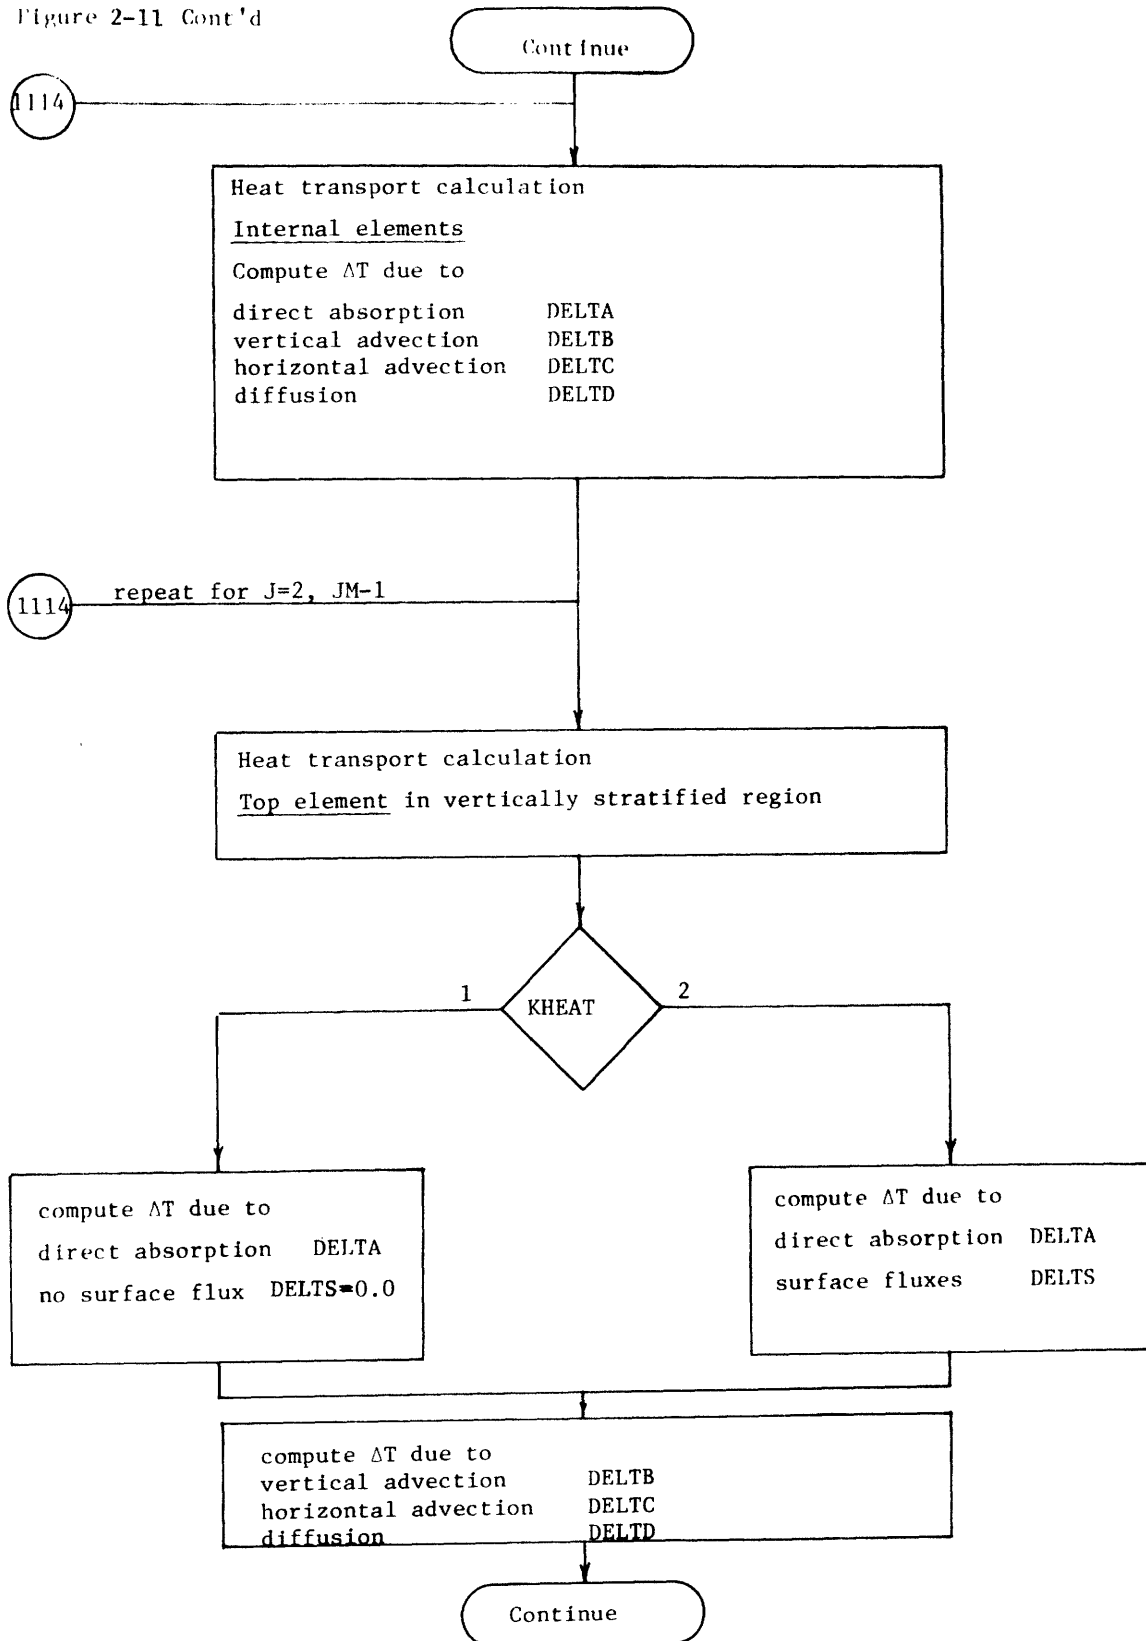 Figure 2-11 Cont'd
Continue
1114
Heat transport calculation
Internal elements
Compute ΔT due to
direct absorption DELTA
vertical advection DELTB
horizontal advection DELTC
diffusion DELTD
1114 repeat for J=2, JM-1
Heat transport calculation
Top element in vertically stratified region
1 KHEAT 2
compute ΔT due to
direct absorption DELTA
no surface flux DELTS=0.0
compute ΔT due to
direct absorption DELTA
surface fluxes DELTS
compute ΔT due to
vertical advection DELTB
horizontal advection DELTC
diffusion DELTD
Continue